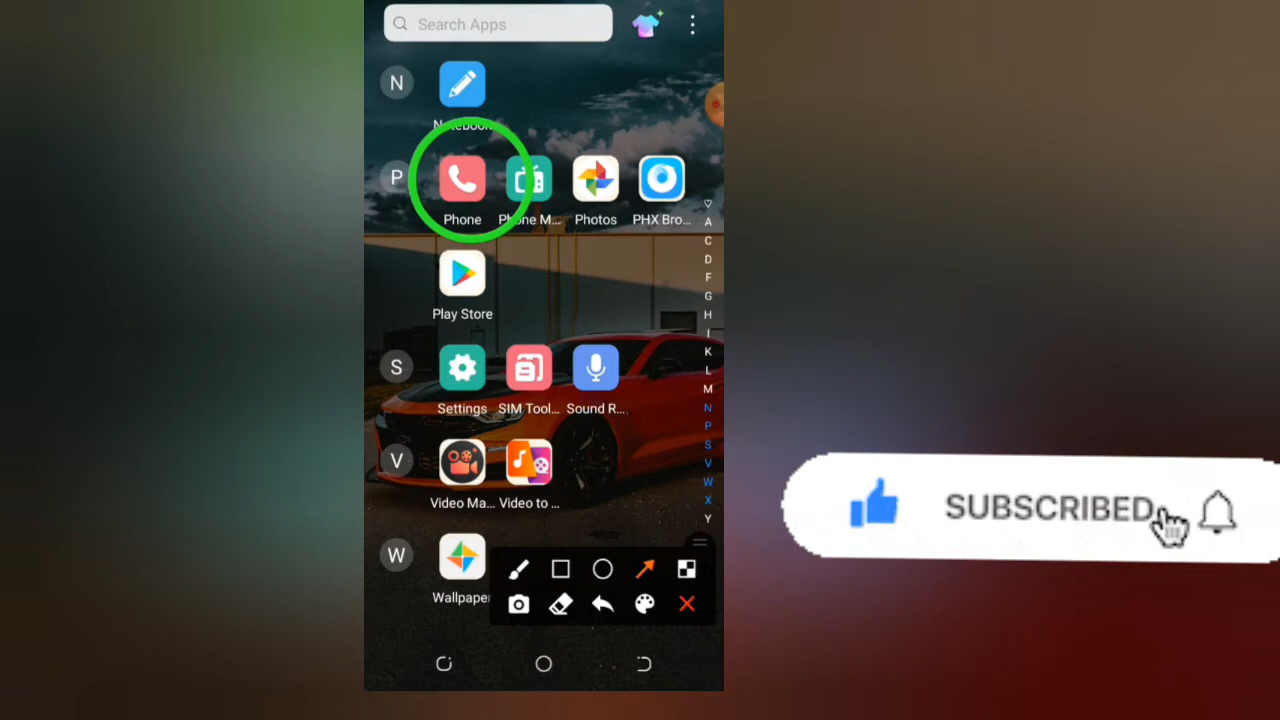 Search Apps
N
Notebook
P
Phone
Phone M...
Photos
PHX Bro...
Play Store
S
Settings
SIM Tool...
Sound R...
V
Video Ma...
Video to ...
W
Wallpaper
A
C
D
F
G
H
I
K
L
M
N
P
S
V
W
X
Y
SUBSCRIBED